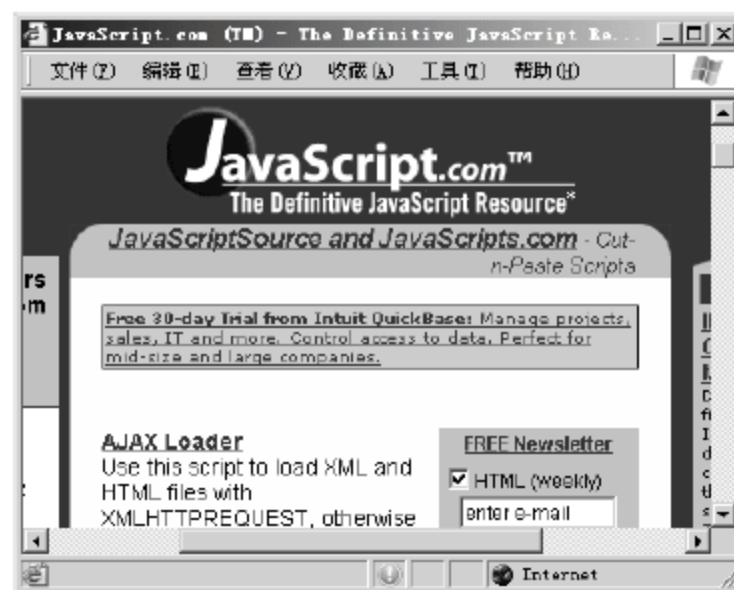 JavaScript.com (TM) - The Definitive JavaScript Re...
文件(F) 编辑(E) 查看(V) 收藏(A) 工具(T) 帮助(H)
JavaScript.com™
The Definitive JavaScript Resource*
JavaScriptSource and JavaScripts.com - Cut-
n-Paste Scripts
rs
om
Free 30-day Trial from Intuit QuickBase: Manage projects,
sales, IT and more. Control access to data. Perfect for
mid-size and large companies.
AJAX Loader
Use this script to load XML and
HTML files with
XMLHTTPREQUEST, otherwise
FREE Newsletter
HTML (weekly)
enter e-mail
Internet